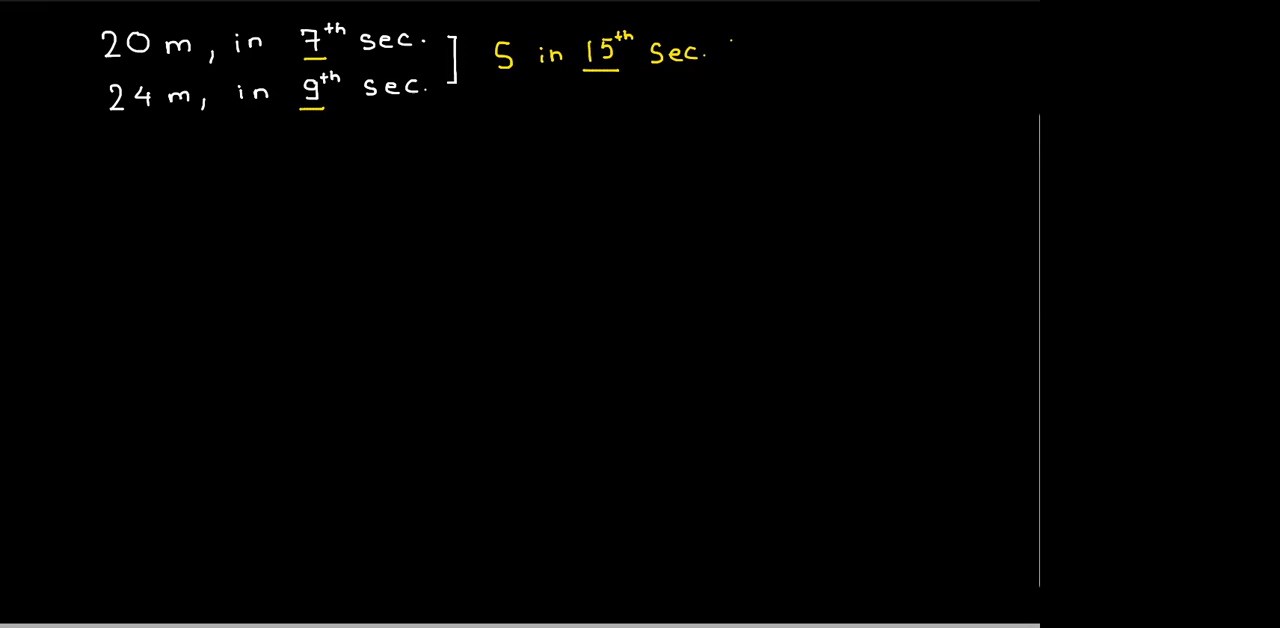 20 m, in 7th sec. ] S in 15th sec.
24 m, in 9th sec.